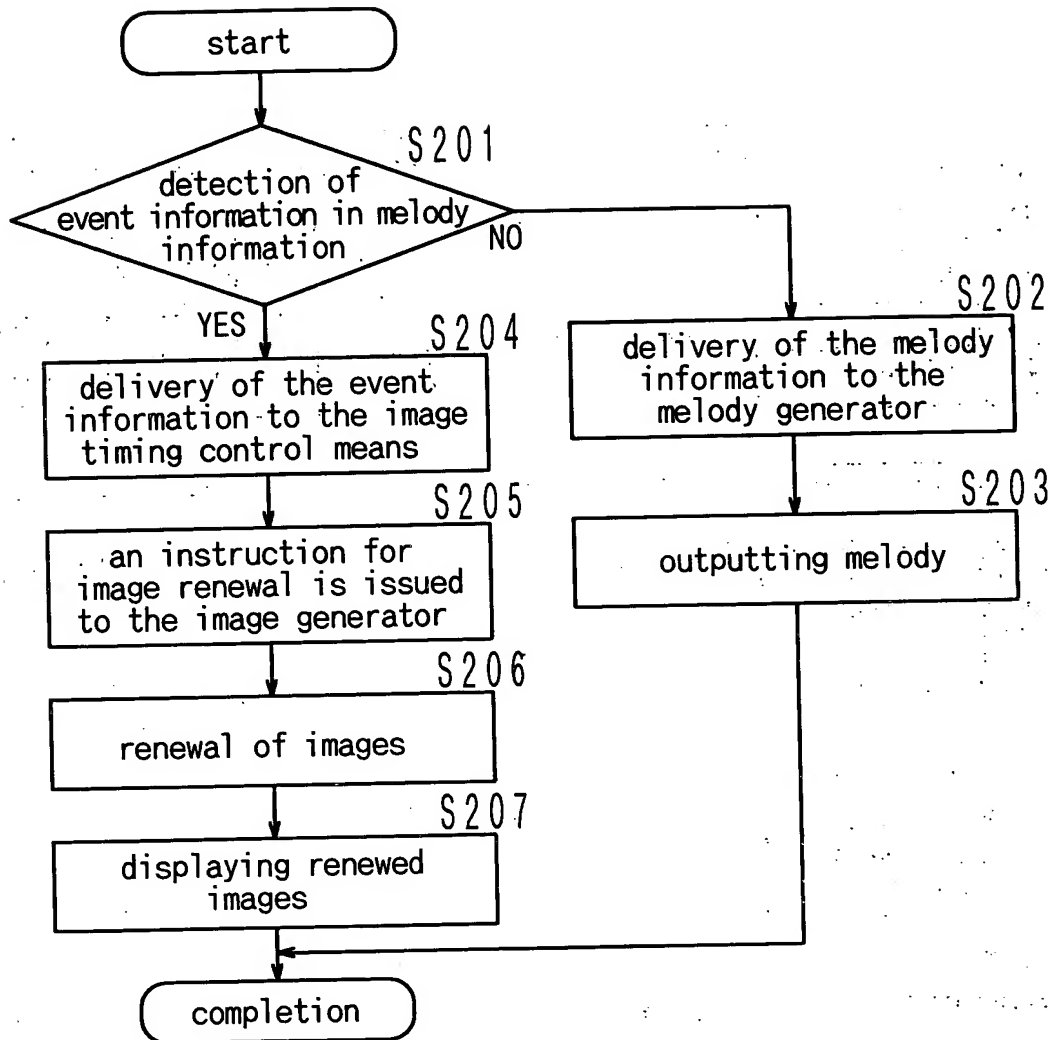 start
S201
detection of
event information in melody
information
NO
YES
S202
delivery of the melody
information to the
melody generator
S203
outputting melody
S204
delivery of the event
information to the image
timing control means
S205
an instruction for
image renewal is issued
to the image generator
S206
renewal of images
S207
displaying renewed
images
completion